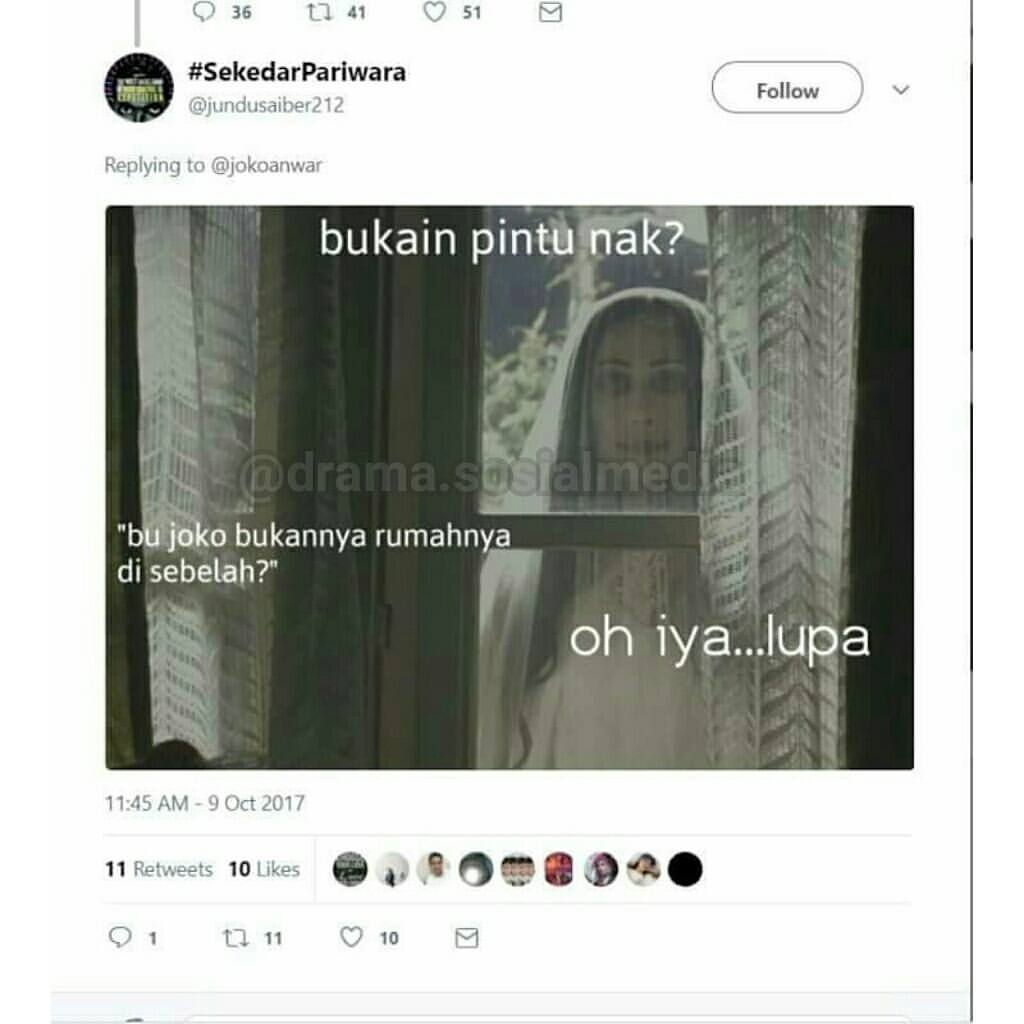 36 41 51
#SekedarPariwara
@jundusaiber212
Follow
Replying to @jokoanwar
bukain pintu nak?
@drama.sosialmedi
"bu joko bukannya rumahnya
di sebelah?"
oh iya...lupa
11:45 AM - 9 Oct 2017
11 Retweets 10 Likes
1 11 10